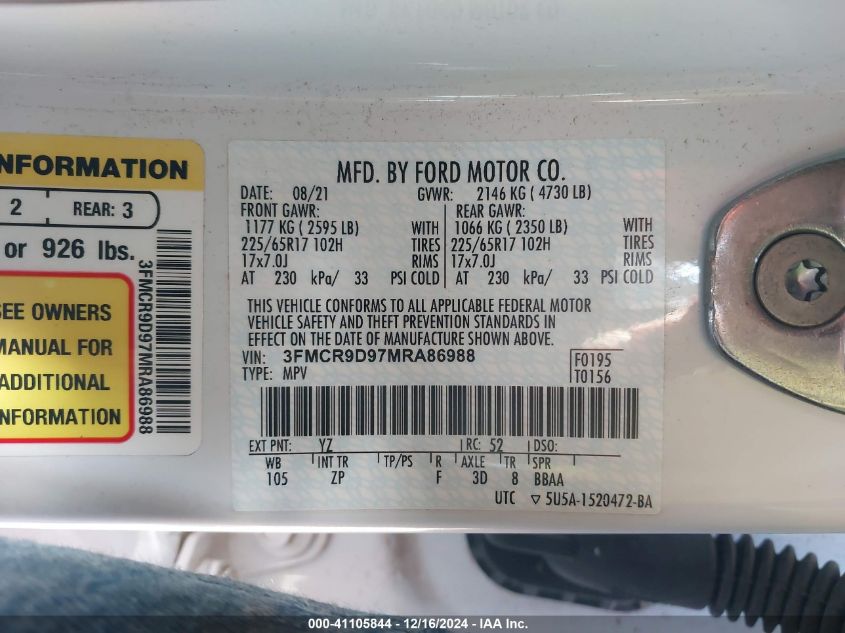 NFORMATION
2 REAR: 3
or 926 lbs.
SEE OWNERS
MANUAL FOR
ADDITIONAL
INFORMATION
3FMCR9D97MRA86988
MFD. BY FORD MOTOR CO.
DATE: 08/21 GVWR: 2146 KG ( 4730 LB)
FRONT GAWR: REAR GAWR:
1177 KG ( 2595 LB) WITH 1066 KG ( 2350 LB) WITH
225/65R17 102H TIRES 225/65R17 102H TIRES
17x7.0J RIMS 17x7.0J RIMS
AT 230 kPa/ 33 PSI COLD AT 230 kPa/ 33 PSI COLD
THIS VEHICLE CONFORMS TO ALL APPLICABLE FEDERAL MOTOR
VEHICLE SAFETY AND THEFT PREVENTION STANDARDS IN
EFFECT ON THE DATE OF MANUFACTURE SHOWN ABOVE.
VIN: 3FMCR9D97MRA86988 F0195
TYPE: MPV T0156
EXT PNT: YZ RC: 52 DSO:
WB INT TR TP/PS R AXLE TR SPR
105 ZP F 3D 8 BBAA
UTC ▽ 5U5A-1520472-BA
000-41105844 - 12/16/2024 - IAA Inc.